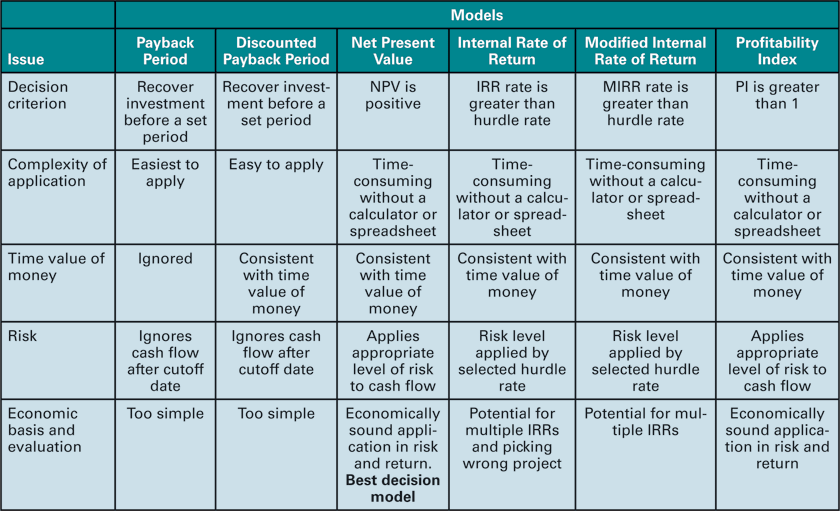 Models
Issue
Payback
Period
Discounted
Payback Period
Net Present
Value
Internal Rate of
Return
Modified Internal
Rate of Return
Profitability
Index
Decision
criterion
Recover
investment
before a set
period
Recover invest-
ment before a
set period
NPV is
positive
IRR rate is
greater than
hurdle rate
MIRR rate is
greater than
hurdle rate
PI is greater
than 1
Complexity of
application
Easiest to
apply
Easy to apply
Time-
consuming
without a
calculator or
spreadsheet
Time-
consuming
without a calcu-
lator or spread-
sheet
Time-consuming
without a calcu-
lator or spread-
sheet
Time-
consuming
without a
calculator or
spreadsheet
Time value of
money
Ignored
Consistent
with time
value of
money
Consistent
with time
value of
money
Consistent with
time value of
money
Consistent with
time value of
money
Consistent with
time value of
money
Risk
Ignores
cash flow
after cutoff
date
Ignores cash
flow after
cutoff date
Applies
appropriate
level of risk
to cash flow
Risk level
applied by
selected hurdle
rate
Risk level
applied by
selected hurdle
rate
Applies
appropriate
level of risk to
cash flow
Economic
basis and
evaluation
Too simple
Too simple
Economically
sound appli-
cation in risk
and return.
Best decision
model
Potential for
multiple IRRs
and picking
wrong project
Potential for mul-
tiple IRRs
Economically
sound applica-
tion in risk and
return